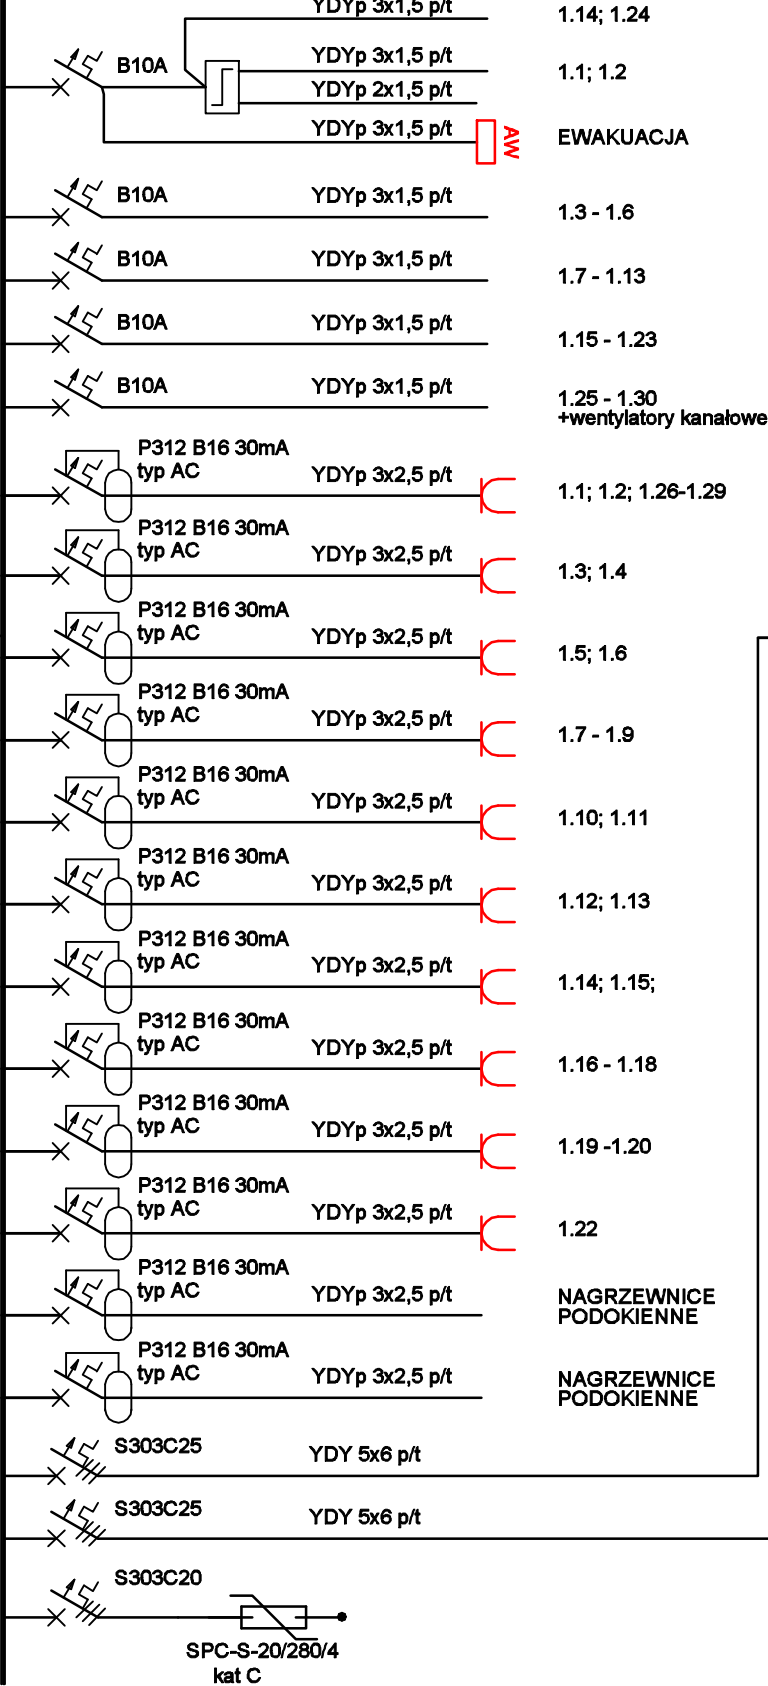 YDYp 3x1,5 p/t
1.14; 1.24
B10A
YDYp 3x1,5 p/t
1.1; 1.2
YDYp 2x1,5 p/t
YDYp 3x1,5 p/t
AW
EWAKUACJA
B10A
YDYp 3x1,5 p/t
1.3 - 1.6
B10A
YDYp 3x1,5 p/t
1.7 - 1.13
B10A
YDYp 3x1,5 p/t
1.15 - 1.23
B10A
YDYp 3x1,5 p/t
1.25 - 1.30
+wentylatory kanałowe
P312 B16 30mA
typ AC
YDYp 3x2,5 p/t
1.1; 1.2; 1.26-1.29
P312 B16 30mA
typ AC
YDYp 3x2,5 p/t
1.3; 1.4
P312 B16 30mA
typ AC
YDYp 3x2,5 p/t
1.5; 1.6
P312 B16 30mA
typ AC
YDYp 3x2,5 p/t
1.7 - 1.9
P312 B16 30mA
typ AC
YDYp 3x2,5 p/t
1.10; 1.11
P312 B16 30mA
typ AC
YDYp 3x2,5 p/t
1.12; 1.13
P312 B16 30mA
typ AC
YDYp 3x2,5 p/t
1.14; 1.15;
P312 B16 30mA
typ AC
YDYp 3x2,5 p/t
1.16 - 1.18
P312 B16 30mA
typ AC
YDYp 3x2,5 p/t
1.19 -1.20
P312 B16 30mA
typ AC
YDYp 3x2,5 p/t
1.22
P312 B16 30mA
typ AC
YDYp 3x2,5 p/t
NAGRZEWNICE
PODOKIENNE
P312 B16 30mA
typ AC
YDYp 3x2,5 p/t
NAGRZEWNICE
PODOKIENNE
S303C25
YDY 5x6 p/t
S303C25
YDY 5x6 p/t
S303C20
SPC-S-20/280/4
kat C